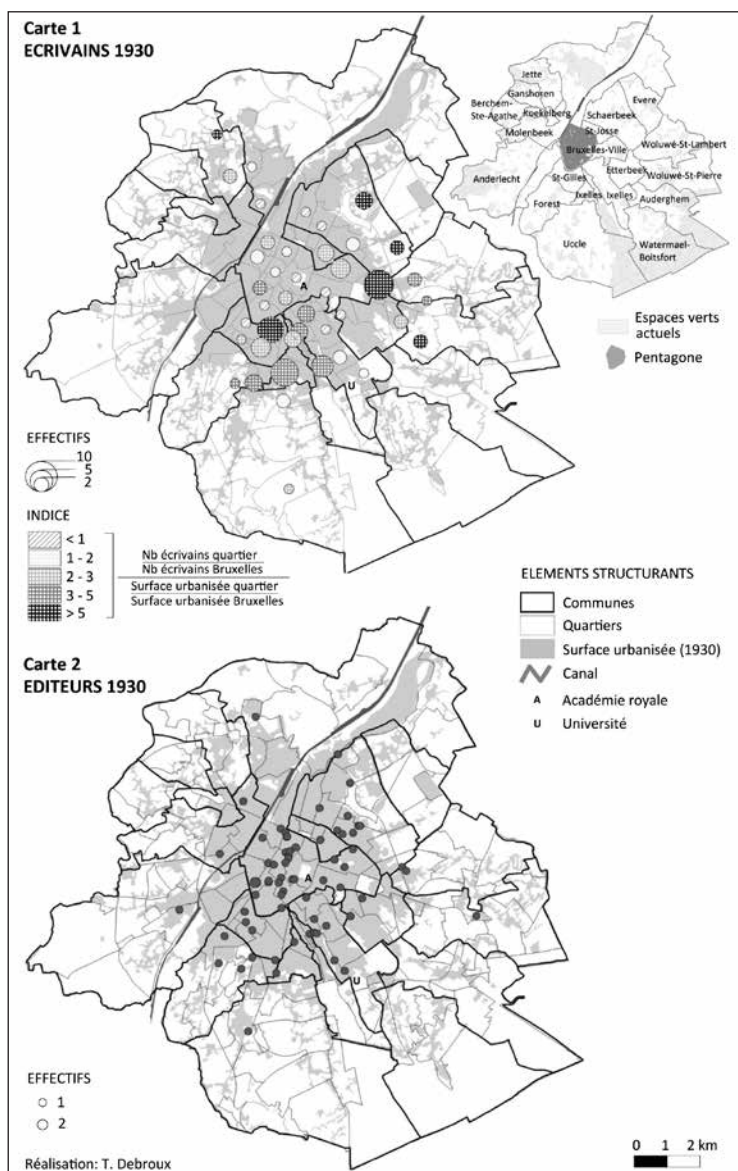 Carte 1
ECRIVAINS 1930
Jette
Ganshoren
Berchem-
Ste-Agathe
Koekelberg
Molenbeek
Schaerbeek
Evere
St-Josse
Bruxelles-Ville
Woluwé-St-Lambert
Etterbeek
Woluwé-St-Pierre
Anderlecht
St-Gilles
Ixelles
Ixelles
Auderghem
Forest
Uccle
Watermael-
Boitsfort
Espaces verts
actuels
Pentagone
A
U
EFFECTIFS
10
5
2
INDICE
< 1
1 - 2
2 - 3
3 - 5
> 5
Nb écrivains quartier
Nb écrivains Bruxelles
Surface urbanisée quartier
Surface urbanisée Bruxelles
ELEMENTS STRUCTURANTS
Communes
Quartiers
Surface urbanisée (1930)
Canal
A Académie royale
U Université
Carte 2
EDITEURS 1930
A
U
EFFECTIFS
1
2
Réalisation: T. Debroux
0 1 2 km